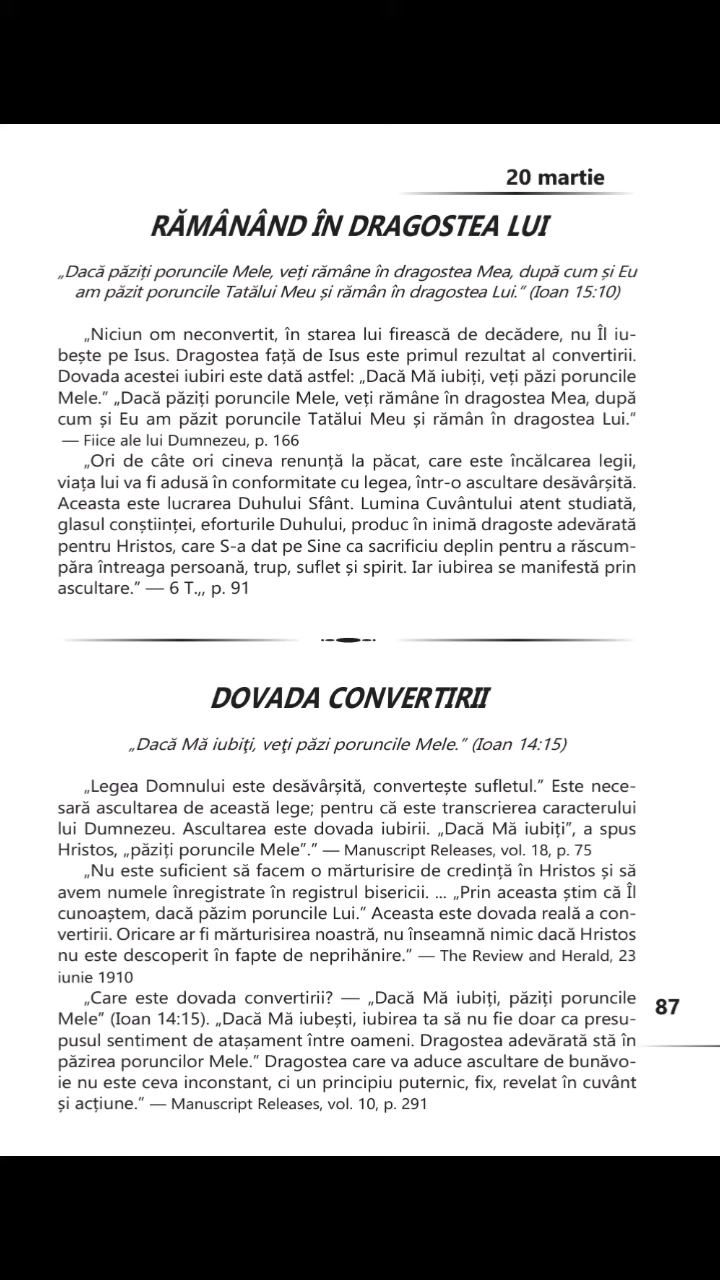 20 martie
RĂMÂNÂND ÎN DRAGOSTEA LUI
„Dacă păziți poruncile Mele, veți rămâne în dragostea Mea, după cum și Eu
am păzit poruncile Tatălui Meu și rămân în dragostea Lui.” (Ioan 15:10)
„Niciun om neconvertit, în starea lui firească de decădere, nu Îl iu-
bește pe Isus. Dragostea față de Isus este primul rezultat al convertirii.
Dovada acestei iubiri este dată astfel: „Dacă Mă iubiți, veți păzi poruncile
Mele.” „Dacă păziți poruncile Mele, veți rămâne în dragostea Mea, după
cum și Eu am păzit poruncile Tatălui Meu și rămân în dragostea Lui.”
— Fiice ale lui Dumnezeu, p. 166
„Ori de câte ori cineva renunță la păcat, care este încălcarea legii,
viața lui va fi adusă în conformitate cu legea, într-o ascultare desăvârșită.
Aceasta este lucrarea Duhului Sfânt. Lumina Cuvântului atent studiată,
glasul conștiinței, eforturile Duhului, produc în inimă dragoste adevărată
pentru Hristos, care S-a dat pe Sine ca sacrificiu deplin pentru a răscum-
păra întreaga persoană, trup, suflet și spirit. Iar iubirea se manifestă prin
ascultare.” — 6 T.,, p. 91
DOVADA CONVERTIRII
„Dacă Mă iubiţi, veţi păzi poruncile Mele.” (Ioan 14:15)
„Legea Domnului este desăvârșită, convertește sufletul.” Este nece-
sară ascultarea de această lege; pentru că este transcrierea caracterului
lui Dumnezeu. Ascultarea este dovada iubirii. „Dacă Mă iubiți”, a spus
Hristos, „păziți poruncile Mele”.” — Manuscript Releases, vol. 18, p. 75
„Nu este suficient să facem o mărturisire de credință în Hristos și să
avem numele înregistrate în registrul bisericii. ... „Prin aceasta știm că Îl
cunoaștem, dacă păzim poruncile Lui.” Aceasta este dovada reală a con-
vertirii. Oricare ar fi mărturisirea noastră, nu înseamnă nimic dacă Hristos
nu este descoperit în fapte de neprihănire.” — The Review and Herald, 23
iunie 1910
„Care este dovada convertirii? — „Dacă Mă iubiți, păziți poruncile
Mele” (Ioan 14:15). „Dacă Mă iubești, iubirea ta să nu fie doar ca presu-
pusul sentiment de atașament între oameni. Dragostea adevărată stă în
păzirea poruncilor Mele.” Dragostea care va aduce ascultare de bunăvo-
ie nu este ceva inconstant, ci un principiu puternic, fix, revelat în cuvânt
și acțiune.” — Manuscript Releases, vol. 10, p. 291
87